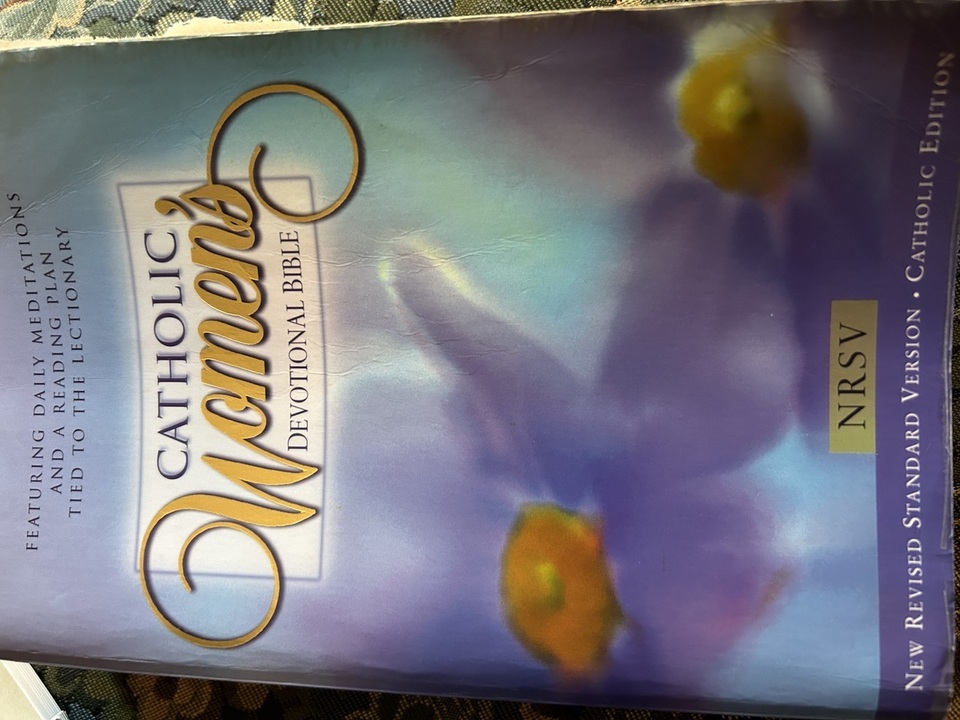 FEATURING DAILY MEDITATIONS
AND A READING PLAN
TIED TO THE LECTIONARY
CATHOLIC
Women's
DEVOTIONAL BIBLE
NRSV
NEW REVISED STANDARD VERSION • CATHOLIC EDITION